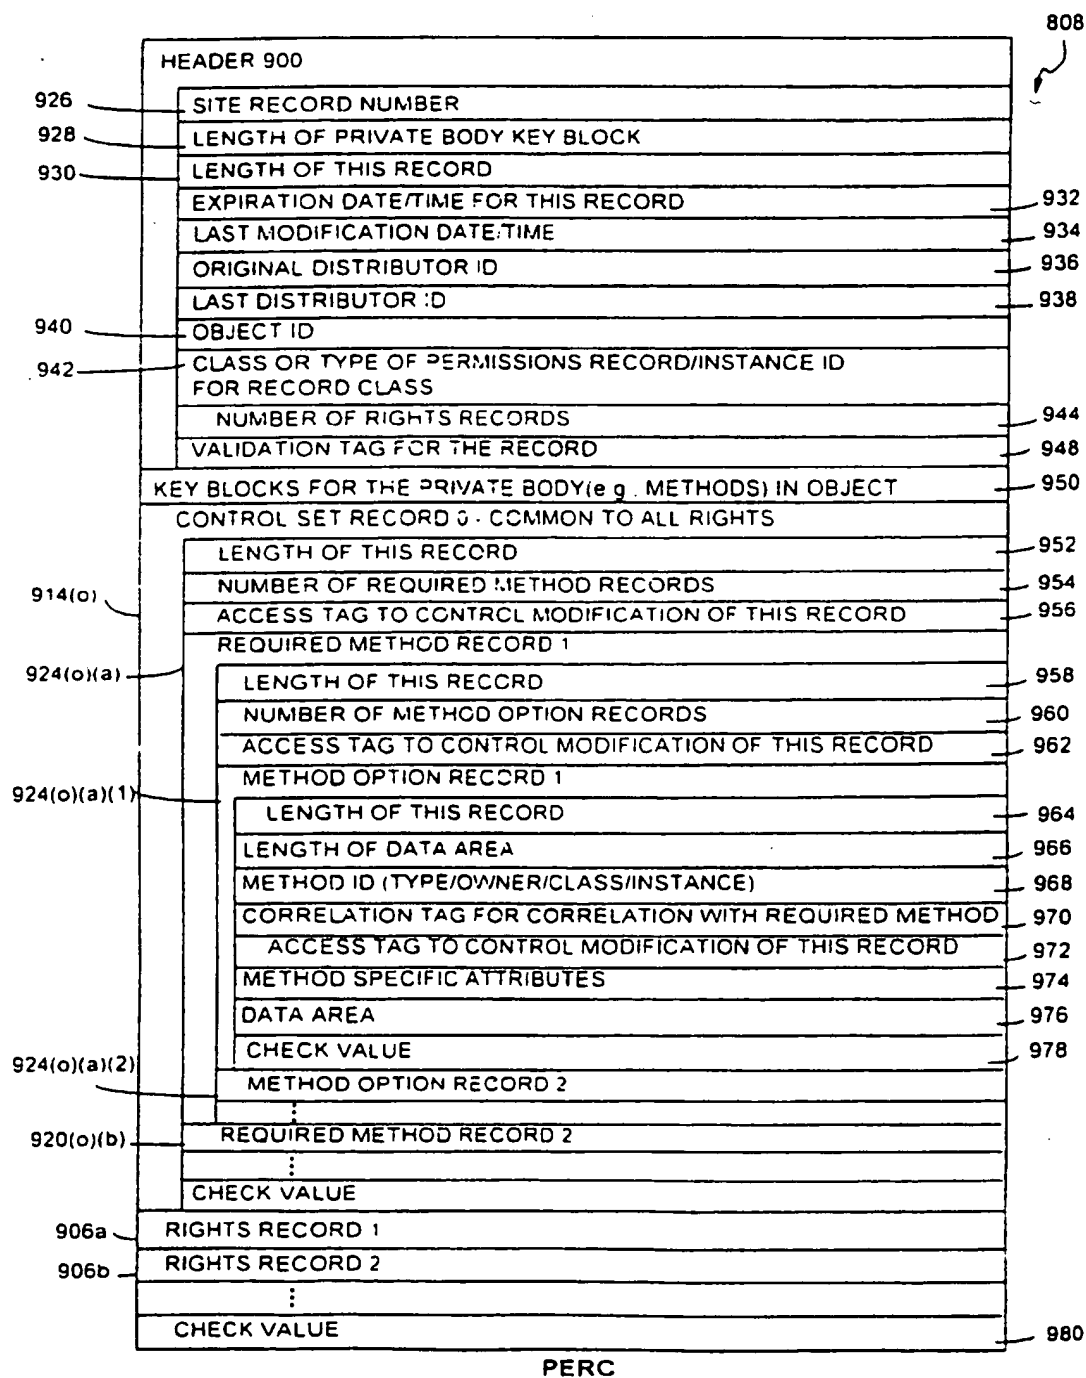 808
HEADER 900
926 SITE RECORD NUMBER
928 LENGTH OF PRIVATE BODY KEY BLOCK
930 LENGTH OF THIS RECORD
EXPIRATION DATE/TIME FOR THIS RECORD 932
LAST MODIFICATION DATE/TIME 934
ORIGINAL DISTRIBUTOR ID 936
LAST DISTRIBUTOR ID 938
940 OBJECT ID
942 CLASS OR TYPE OF PERMISSIONS RECORD/INSTANCE ID
FOR RECORD CLASS
NUMBER OF RIGHTS RECORDS 944
VALIDATION TAG FOR THE RECORD 948
KEY BLOCKS FOR THE PRIVATE BODY(e g . METHODS) IN OBJECT 950
CONTROL SET RECORD 0 - COMMON TO ALL RIGHTS
LENGTH OF THIS RECORD 952
NUMBER OF REQUIRED METHOD RECORDS 954
914(o) ACCESS TAG TO CONTROL MODIFICATION OF THIS RECORD 956
REQUIRED METHOD RECORD 1
924(o)(a) LENGTH OF THIS RECORD 958
NUMBER OF METHOD OPTION RECORDS 960
ACCESS TAG TO CONTROL MODIFICATION OF THIS RECORD 962
924(o)(a)(1) METHOD OPTION RECORD 1
LENGTH OF THIS RECORD 964
LENGTH OF DATA AREA 966
METHOD ID (TYPE/OWNER/CLASS/INSTANCE) 968
CORRELATION TAG FOR CORRELATION WITH REQUIRED METHOD 970
ACCESS TAG TO CONTROL MODIFICATION OF THIS RECORD 972
METHOD SPECIFIC ATTRIBUTES 974
DATA AREA 976
CHECK VALUE 978
924(o)(a)(2) METHOD OPTION RECORD 2
920(o)(b) REQUIRED METHOD RECORD 2
CHECK VALUE
906a RIGHTS RECORD 1
906b RIGHTS RECORD 2
CHECK VALUE 980
PERC